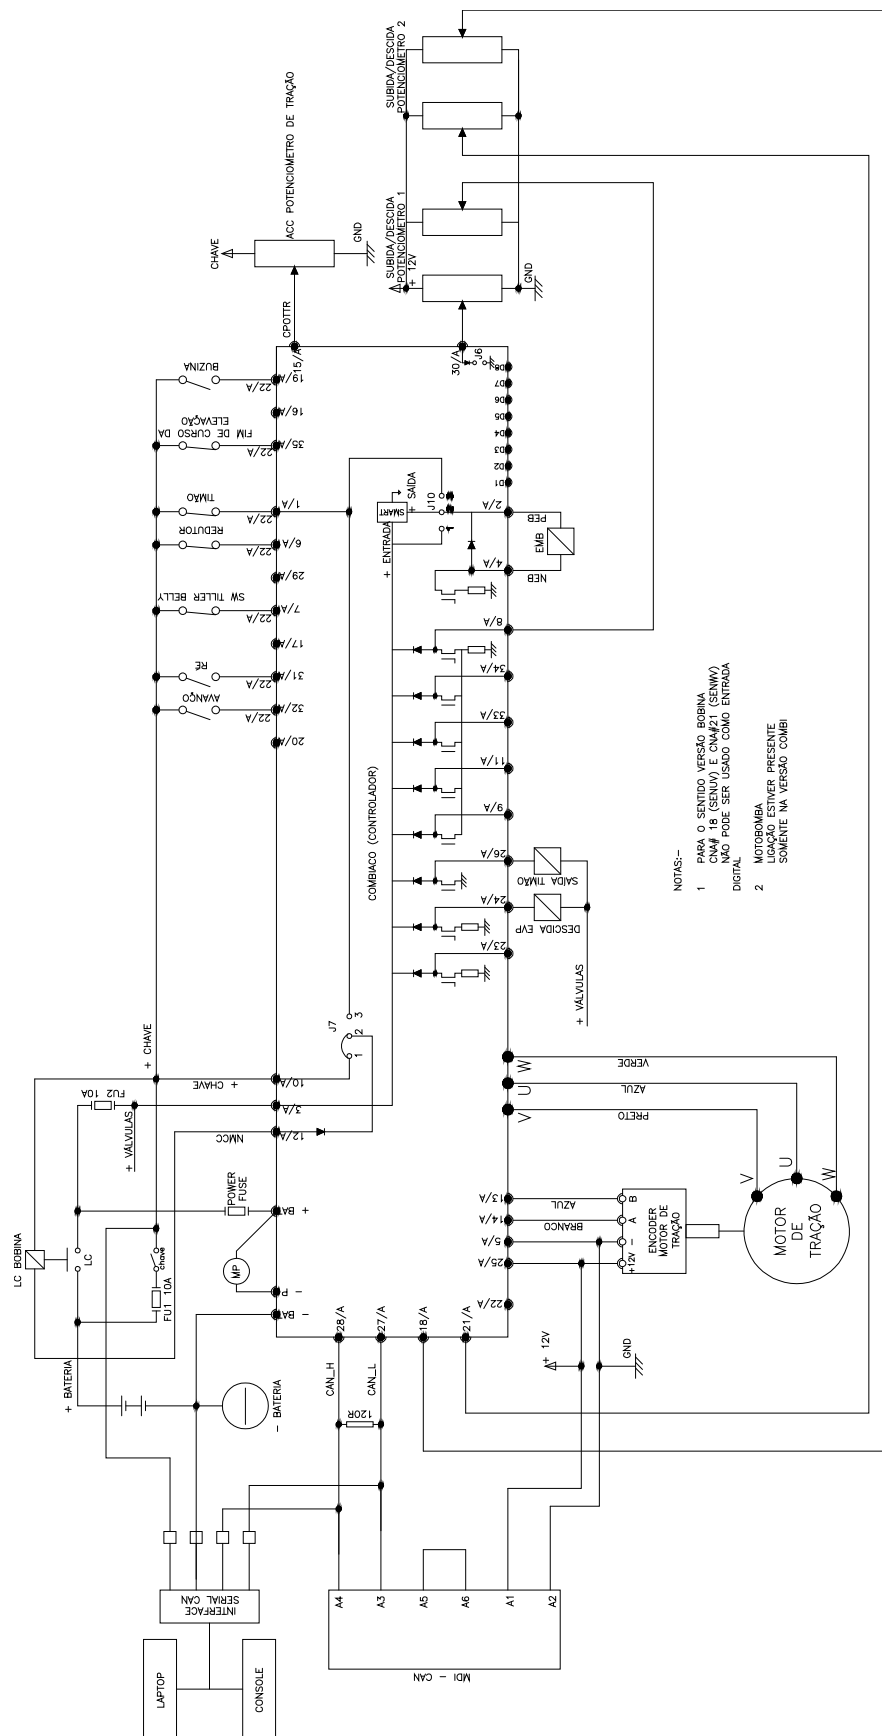 SUBIDA/DESCIDA
POTENCIOMETRO 2
ACC POTENCIOMETRO DE TRAÇÃO
CHAVE
GND
SUBIDA/DESCIDA
POTENCIOMETRO 1
+ 12V
GND
CPOTTR
15/A
30/A
J6
BUZINA
22/A
19/A
16/A
FIM DE CURSO DA
ELEVAÇÃO
22/A
35/A
TIMÃO
22/A
1/A
REDUTOR
22/A
6/A
29/A
SW TILLER BELLY
22/A
7/A
17/A
RÉ
22/A
31/A
AVANÇO
22/A
32/A
20/A
D8
D7
D6
D5
D4
D3
D2
D1
SAÍDA
SMART
+
J10
1
+ ENTRADA
2/A
PEB
EMB
4/A
NEB
8/A
34/A
33/A
11/A
9/A
26/A
SAÍDA TIMÃO
24/A
DESCIDA EVP
23/A
+ VÁLVULAS
COMBIACO (CONTROLADOR)
J7
1
2
3
+ CHAVE
+ CHAVE
10/A
FU2 10A
3/A
+ VÁLVULAS
NMCC
12/A
POWER
FUSE
+ BAT
MP
- P
- BAT
LC BOBINA
LC
chave
FU1 10A
+ BATERIA
- BATERIA
28/A
27/A
18/A
21/A
CAN_H
CAN_L
120R
22/A
25/A
5/A
14/A
13/A
BRANCO
AZUL
+12V
-
A
B
ENCODER
MOTOR DE
TRAÇÃO
V
U
W
PRETO
AZUL
VERDE
V
U
W
MOTOR
DE
TRAÇÃO
+ 12V
GND
INTERFACE
SERIAL CAN
LAPTOP
CONSOLE
A4
A3
A5
A6
A1
A2
MDI - CAN
NOTAS:-
1 PARA O SENTIDO VERSÃO BOBINA
CNA# 18 (SENUV) E CNA#21 (SENWV)
NÃO PODE SER USADO COMO ENTRADA
DIGITAL
2 MOTOBOMBA
LIGAÇÃO ESTIVER PRESENTE
SOMENTE NA VERSÃO COMBI